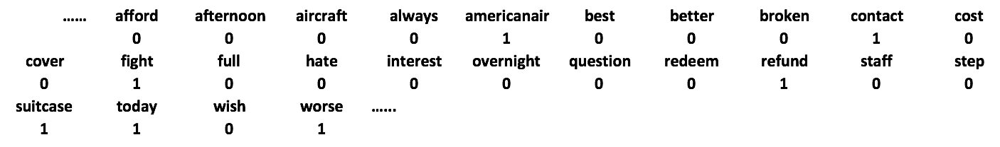 ...... afford afternoon aircraft always americanair best better broken contact cost
0 0 0 0 1 0 0 0 1 0
cover fight full hate interest overnight question redeem refund staff step
0 1 0 0 0 0 0 0 1 0 0
suitcase today wish worse ......
1 1 0 1